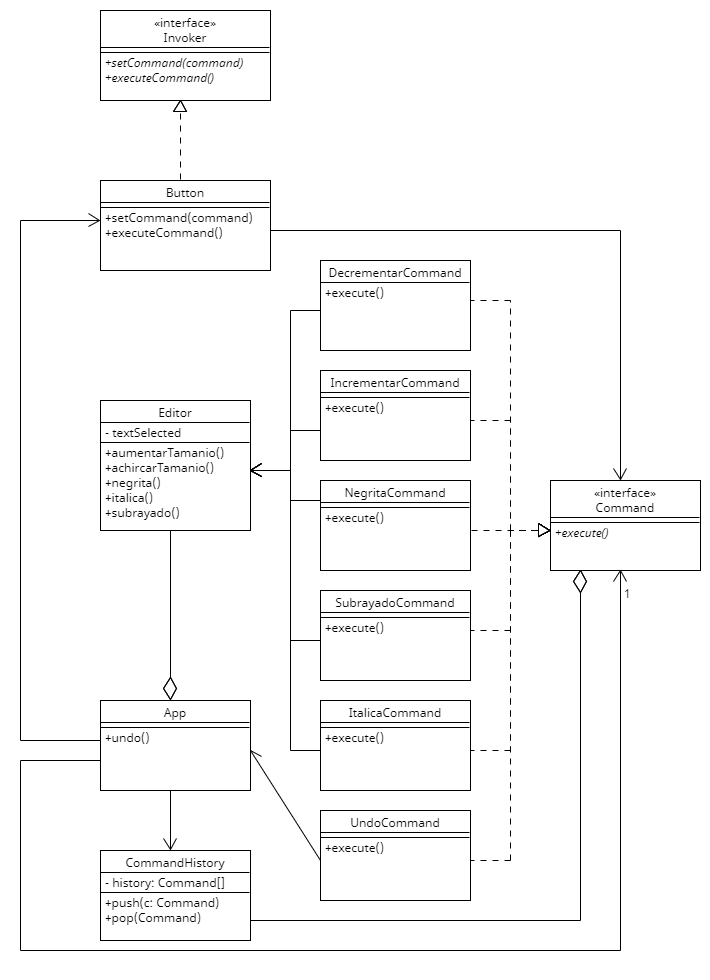 «interface»
Invoker
+setCommand(command)
+executeCommand()
Button
+setCommand(command)
+executeCommand()
DecrementarCommand
+execute()
IncrementarCommand
+execute()
Editor
- textSelected
+aumentarTamanio()
+achircarTamanio()
+negrita()
+italica()
+subrayado()
NegritaCommand
+execute()
«interface»
Command
+execute()
1
SubrayadoCommand
+execute()
App
+undo()
ItalicaCommand
+execute()
UndoCommand
+execute()
CommandHistory
- history: Command[]
+push(c: Command)
+pop(Command)